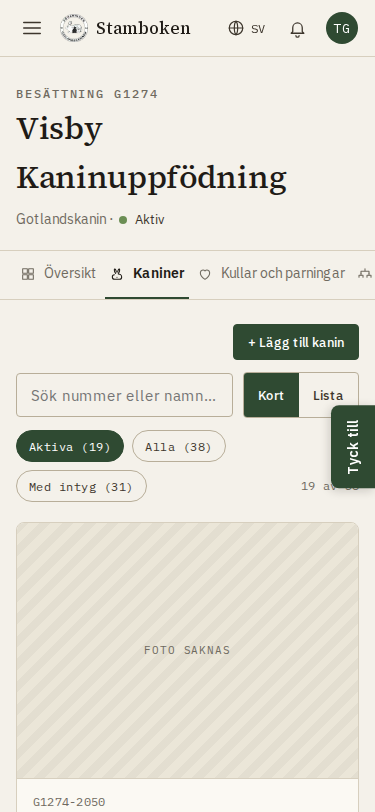 Stamboken
SV
TG
BESÄTTNING G1274
Visby
Kaninuppfödning
Gotlandskanin · Aktiv
Översikt Kaniner Kullar och parningar
+ Lägg till kanin
Sök nummer eller namn...
Kort Lista
Tyck till
Aktiva (19) Alla (38)
Med intyg (31)
19 av
FOTO SAKNAS
G1274-2050